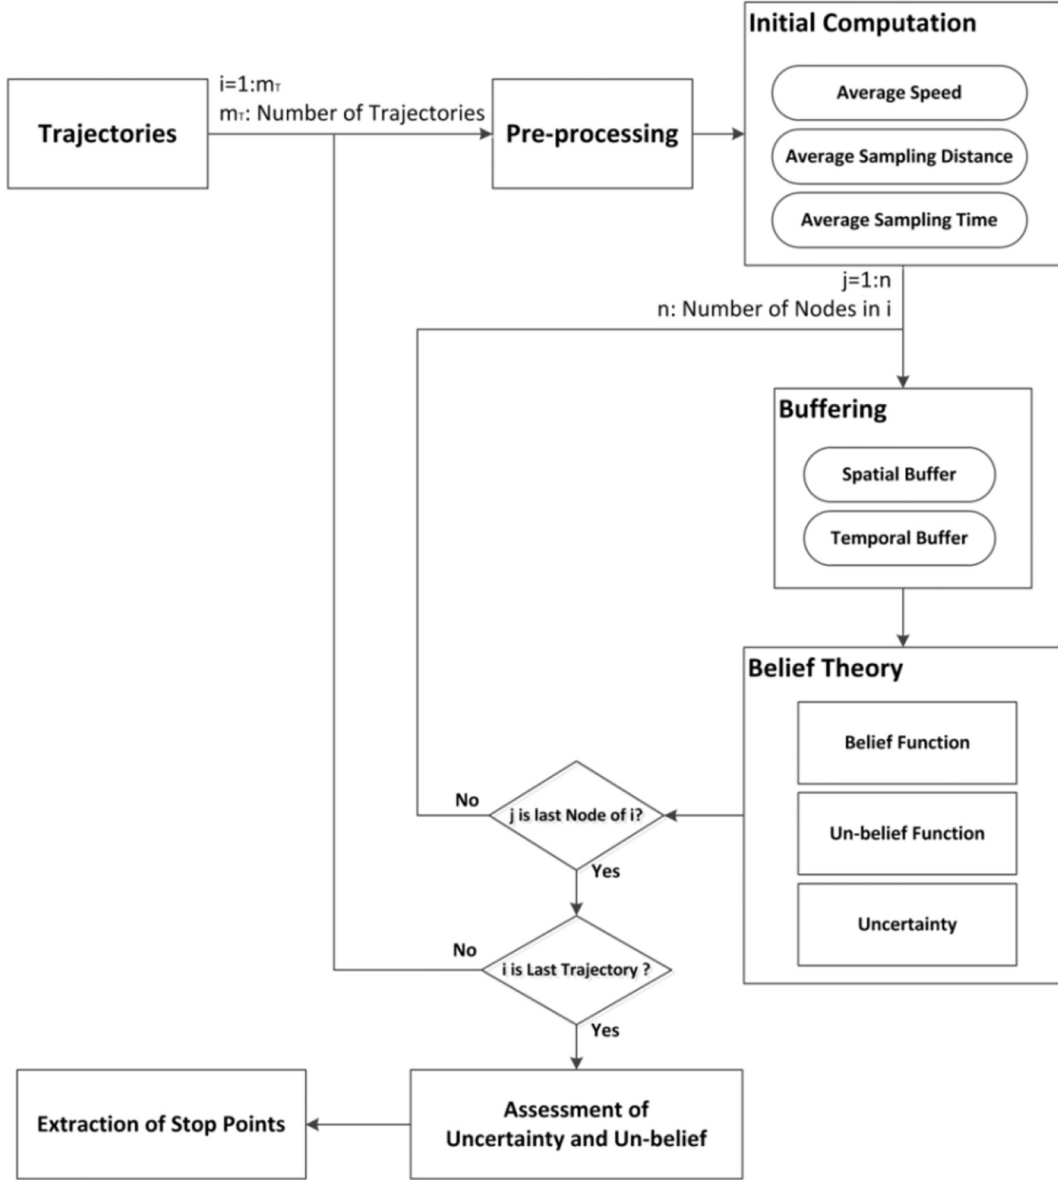 Initial Computation
i=1:mT
mT: Number of Trajectories
Trajectories
Pre-processing
Average Speed
Average Sampling Distance
Average Sampling Time
j=1:n
n: Number of Nodes in i
Buffering
Spatial Buffer
Temporal Buffer
Belief Theory
Belief Function
Un-belief Function
Uncertainty
No
j is last Node of i?
Yes
No
i is Last Trajectory ?
Yes
Assessment of
Uncertainty and Un-belief
Extraction of Stop Points